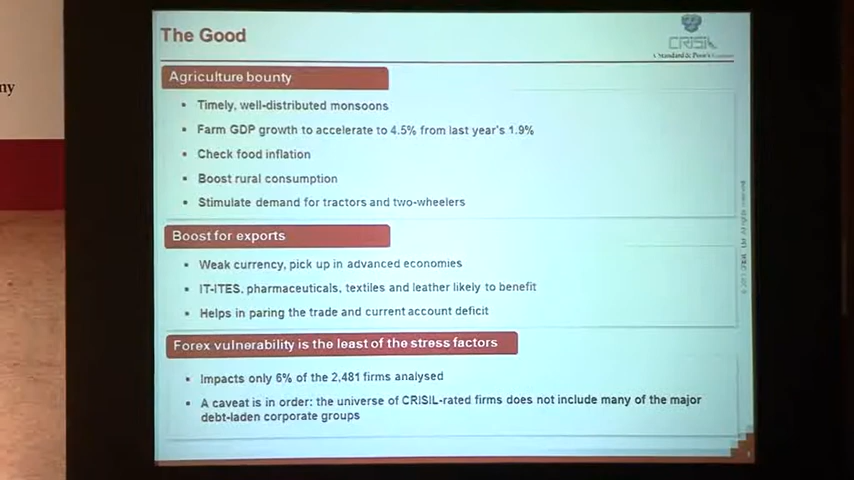 The Good
CRISIL
A Standard & Poor's Company
ny
Agriculture bounty
Timely, well-distributed monsoons
Farm GDP growth to accelerate to 4.5% from last year's 1.9%
Check food inflation
Boost rural consumption
Stimulate demand for tractors and two-wheelers
Boost for exports
Weak currency, pick up in advanced economies
IT-ITES, pharmaceuticals, textiles and leather likely to benefit
Helps in paring the trade and current account deficit
Forex vulnerability is the least of the stress factors
Impacts only 6% of the 2,481 firms analysed
A caveat is in order: the universe of CRISIL-rated firms does not include many of the major
debt-laden corporate groups